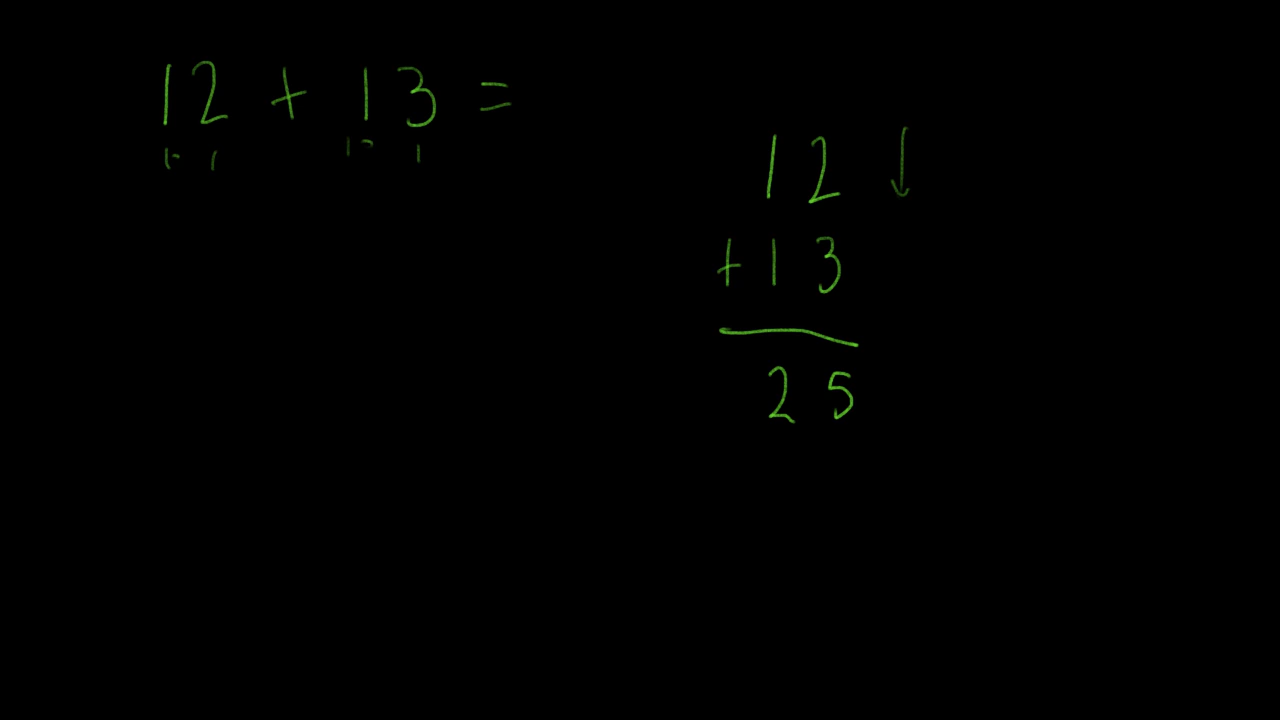 12 + 13 =
12
+ 13
25